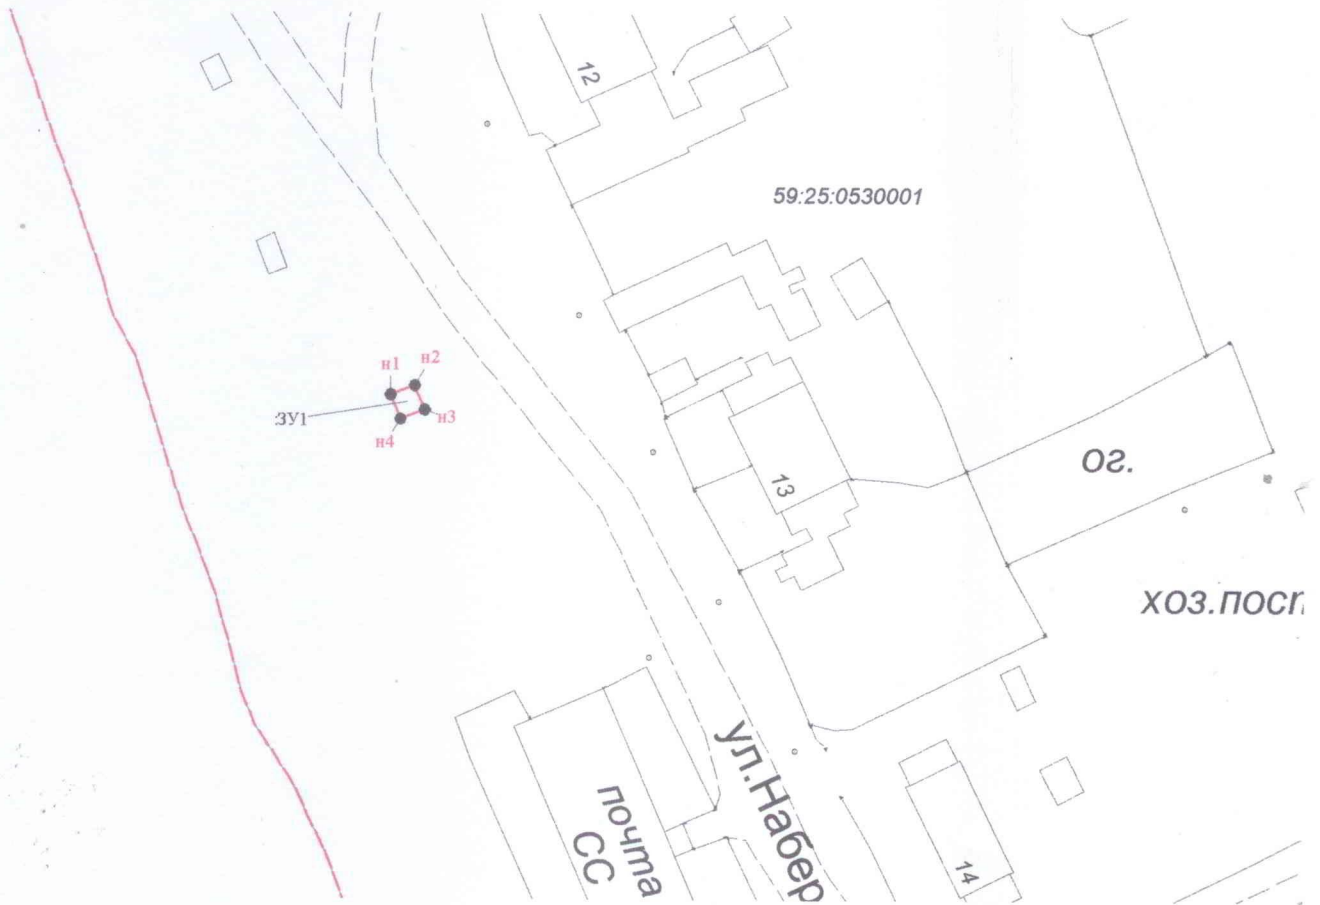 12
59:25:0530001
н1 н2
:ЗУ1
н3
н4
13
ог.
хоз.пост
ул.Набер
почта
СС
14